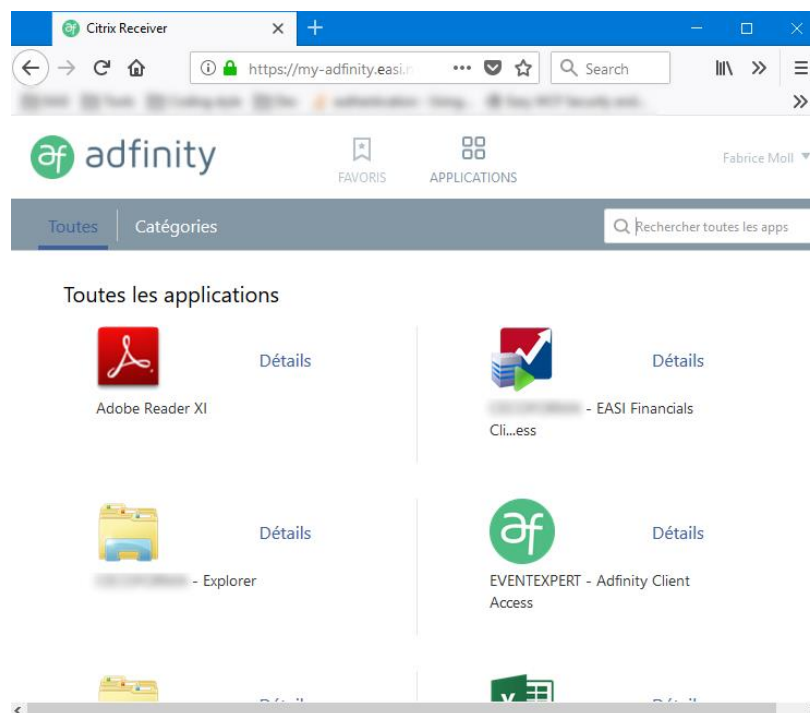 Citrix Receiver
https://my-adfinity.easi.n
Search
adfinity
FAVORIS
APPLICATIONS
Fabrice Moll
Toutes
Catégories
Rechercher toutes les apps
Toutes les applications
Détails
Adobe Reader XI
Détails
- EASI Financials
Cli...ess
Détails
- Explorer
Détails
EVENTEXPERT - Adfinity Client
Access